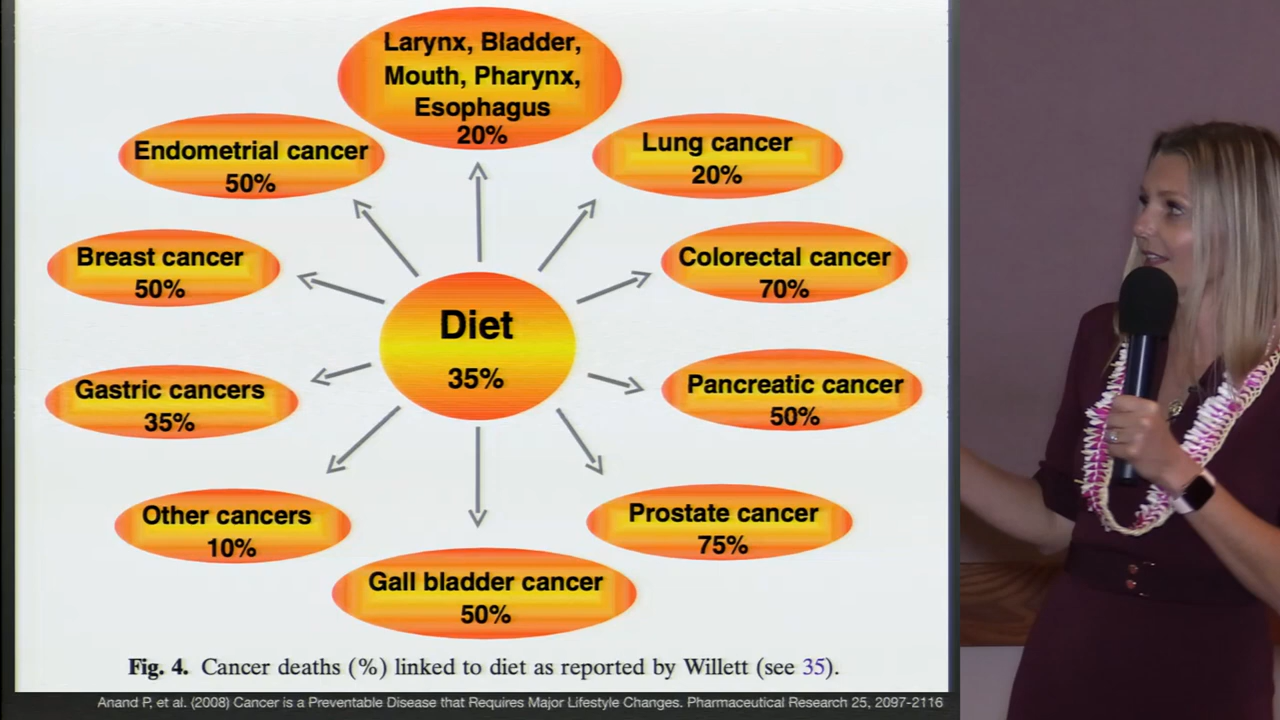 Larynx, Bladder,
Mouth, Pharynx,
Esophagus
20%
Endometrial cancer
50%
Lung cancer
20%
Breast cancer
50%
Colorectal cancer
70%
Diet
35%
Gastric cancers
35%
Pancreatic cancer
50%
Other cancers
10%
Prostate cancer
75%
Gall bladder cancer
50%
Fig. 4. Cancer deaths (%) linked to diet as reported by Willett (see 35).
Anand P, et al. (2008) Cancer is a Preventable Disease that Requires Major Lifestyle Changes. Pharmaceutical Research 25, 2097-2116